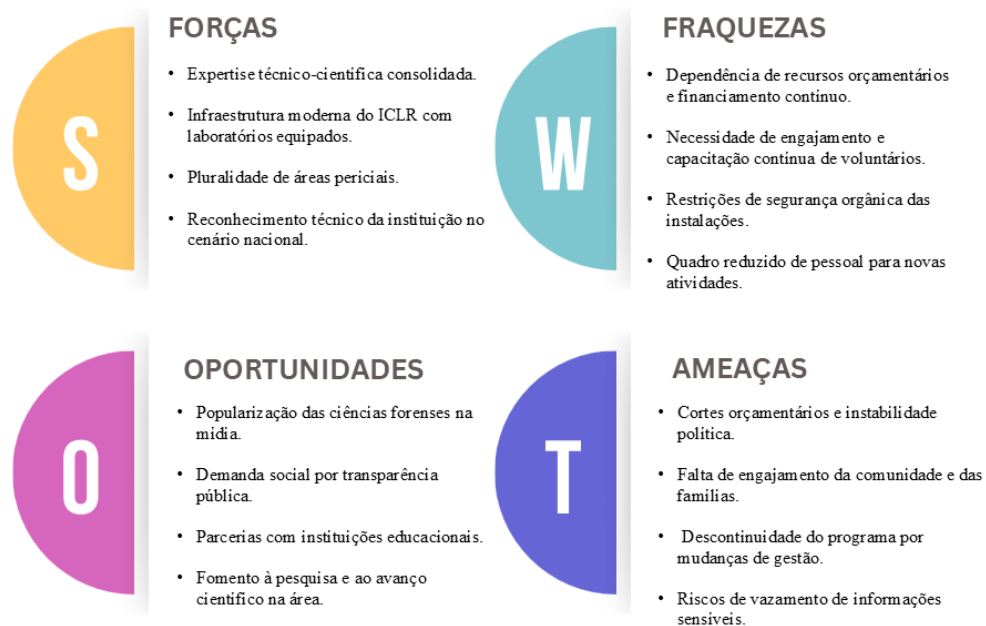 S
FORÇAS
• Expertise técnico-científica consolidada.
• Infraestrutura moderna do ICLR com
laboratórios equipados.
• Pluralidade de áreas periciais.
• Reconhecimento técnico da instituição no
cenário nacional.
W
FRAQUEZAS
• Dependência de recursos orçamentários
e financiamento contínuo.
• Necessidade de engajamento e
capacitação contínua de voluntários.
• Restrições de segurança orgânica das
instalações.
• Quadro reduzido de pessoal para novas
atividades.
O
OPORTUNIDADES
• Popularização das ciências forenses na
mídia.
• Demanda social por transparência
pública.
• Parcerias com instituições educacionais.
• Fomento à pesquisa e ao avanço
científico na área.
T
AMEAÇAS
• Cortes orçamentários e instabilidade
política.
• Falta de engajamento da comunidade e das
famílias.
• Descontinuidade do programa por
mudanças de gestão.
• Riscos de vazamento de informações
sensíveis.